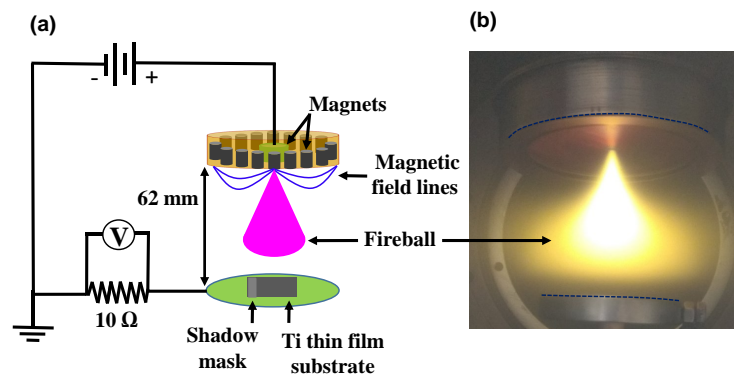 (a)
(b)
-
+
Magnets
Magnetic
field lines
62 mm
V
Fireball
10 Ω
Shadow
mask
Ti thin film
substrate